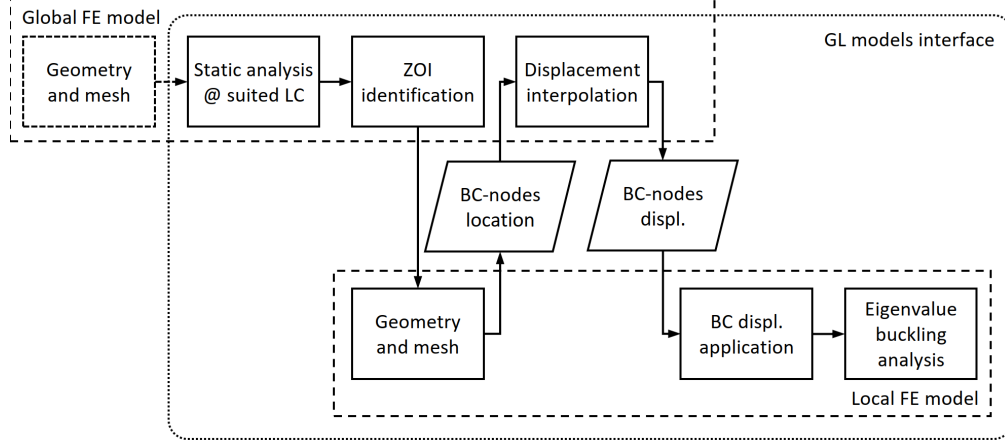 Global FE model
GL models interface
Geometry
and mesh
Static analysis
@ suited LC
ZOI
identification
Displacement
interpolation
BC-nodes
location
BC-nodes
displ.
Geometry
and mesh
BC displ.
application
Eigenvalue
buckling
analysis
Local FE model